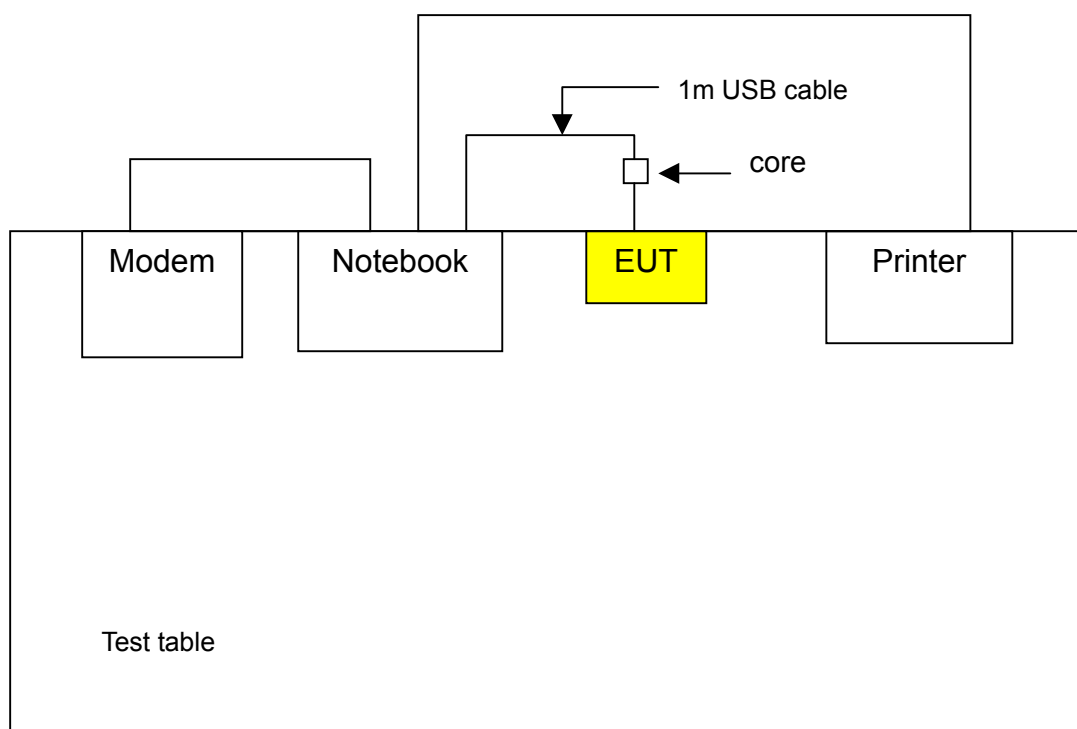 1m USB cable
core
Modem
Notebook
EUT
Printer
Test table